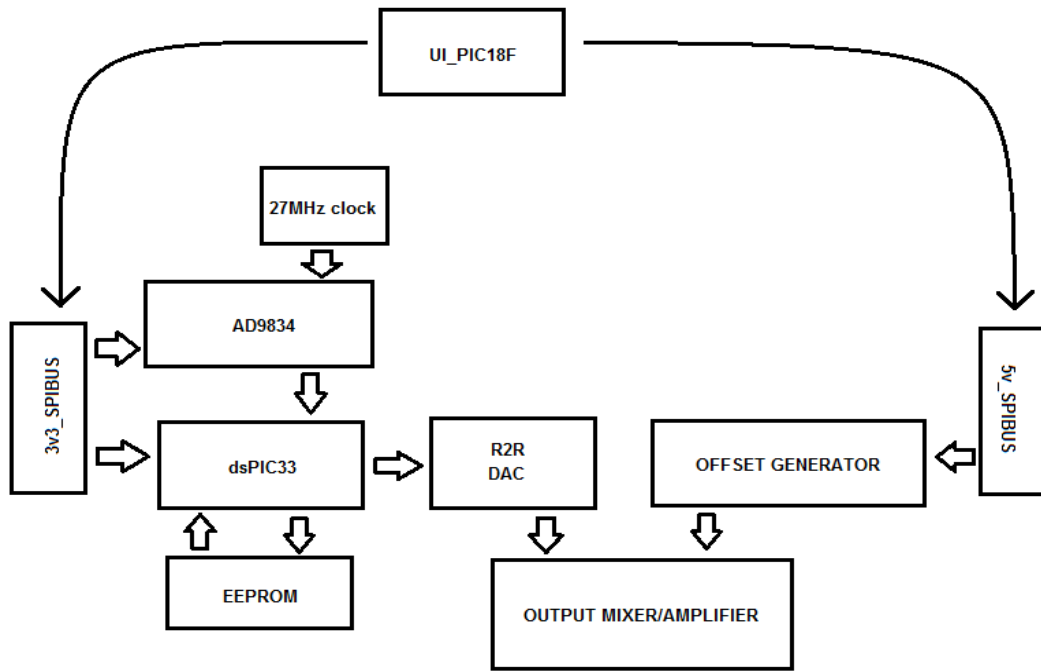 UI_PIC18F
27MHz clock
AD9834
3v3_SPIBUS
5v_SPIBUS
dsPIC33
R2R
DAC
OFFSET GENERATOR
EEPROM
OUTPUT MIXER/AMPLIFIER